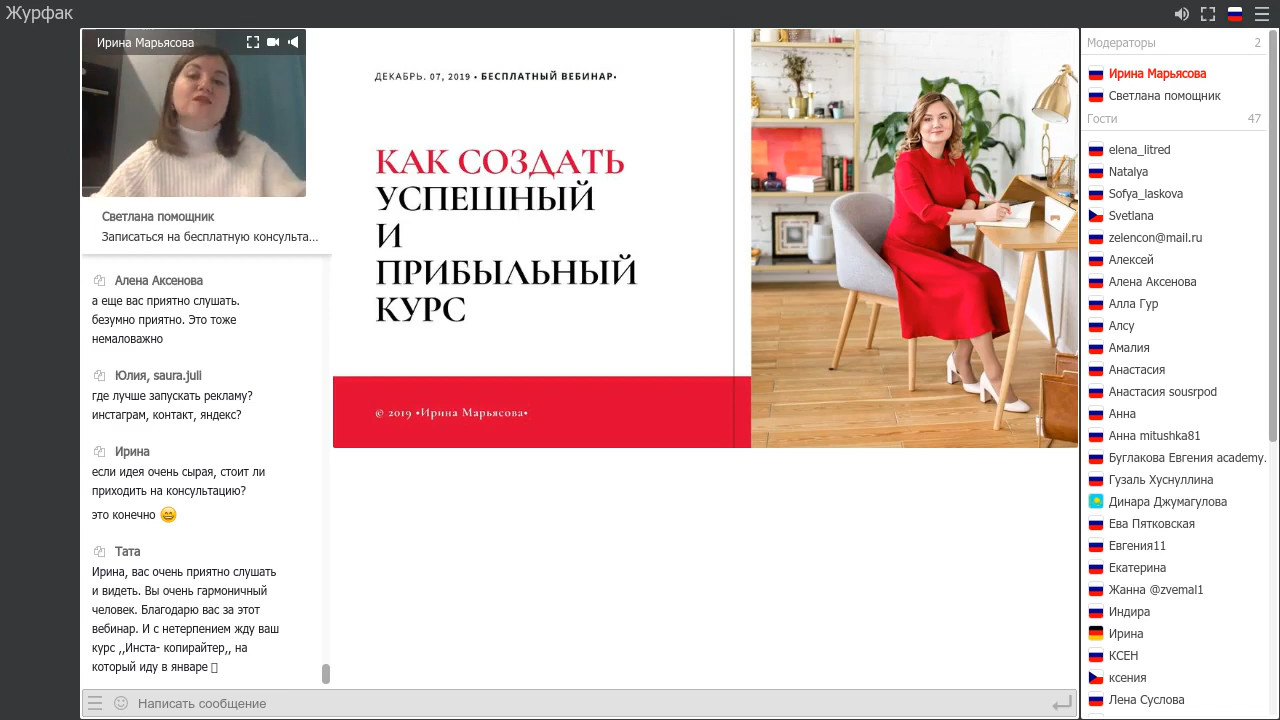 Журфак
Ирина Марьясова
Светлана помощник
Записаться на бесплатную консульта...
Алена Аксенова
а еще вас приятно слушать.
безумно приятно. Это тоже
немаловажно
Юлия, saura.juli
где лучше запускать рекламу?
инстаграм, контакт, яндекс?
Ирина
если идея очень сырая, стоит ли
приходить на консультацию?
это конечно
Тата
Ирина, вас очень приятно слушать
и видеть. Вы очень гармоничный
человек. Благодарю вас за этот
вебинар. И с нетерпением жду ваш
курс ,,Инста- копирайтер,, на
который иду в январе
Написать сообщение
ДЕКАБРЬ. 07, 2019 • БЕСПЛАТНЫЙ ВЕБИНАР•
КАК СОЗДАТЬ
УСПЕШНЫЙ
И
ПРИБЫЛЬНЫЙ
КУРС
© 2019 •Ирина Марьясова•
Модераторы 2
Ирина Марьясова
Светлана помощник
Гости 47
elena_litred
Natalya
Sofya_laskova
Svetlana
zelencon@mail.ru
Алексей
Алена Аксенова
Алла Гур
Алсу
Амалия
Анастасия
Анастасия sousrpod
Анна
Анна mitushka81
Буглакова Евгения academy.
Гузаль Хуснуллина
Динара Джумагулова
Ева Пятковская
Евгения11
Екатерина
Жанна @zvemal1
Индира
Ирина
КСЕН
ксения
Лена Суслова